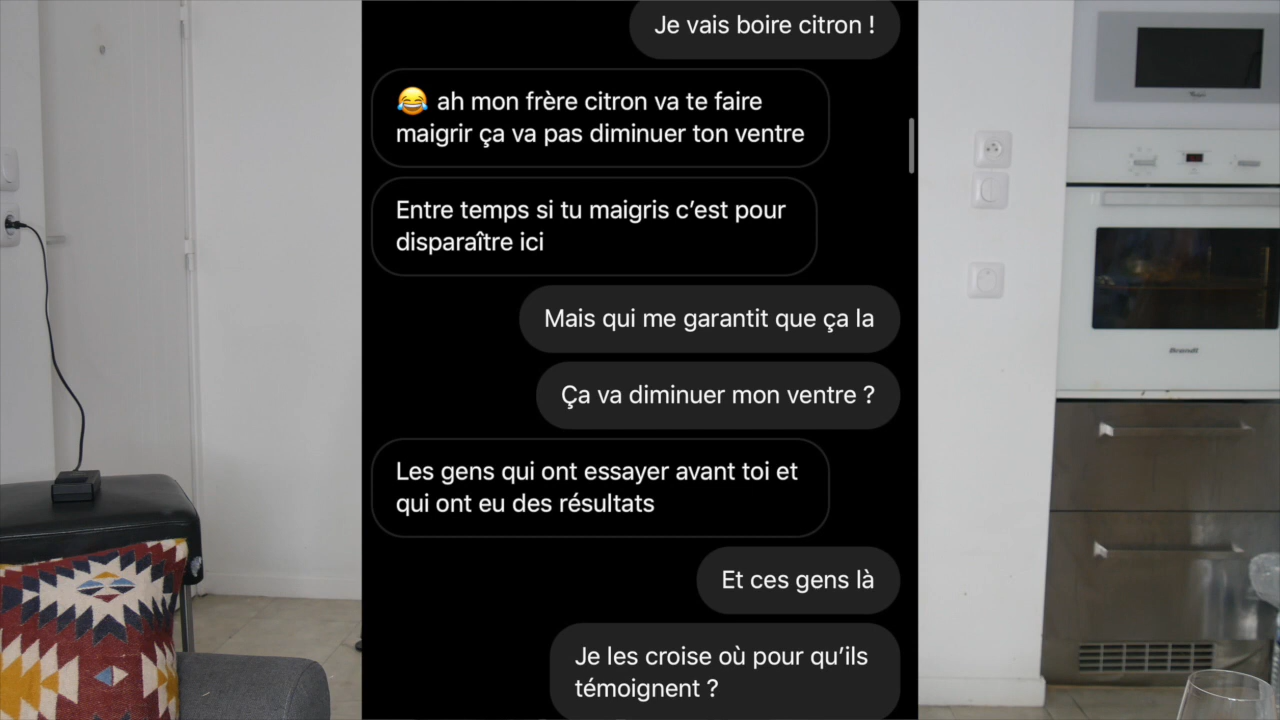 Je vais boire citron !
😂 ah mon frère citron va te faire
maigrir ça va pas diminuer ton ventre
Entre temps si tu maigris c’est pour
disparaître ici
Mais qui me garantit que ça la
Ça va diminuer mon ventre ?
Les gens qui ont essayer avant toi et
qui ont eu des résultats
Et ces gens là
Je les croise où pour qu’ils
témoignent ?
Brandt